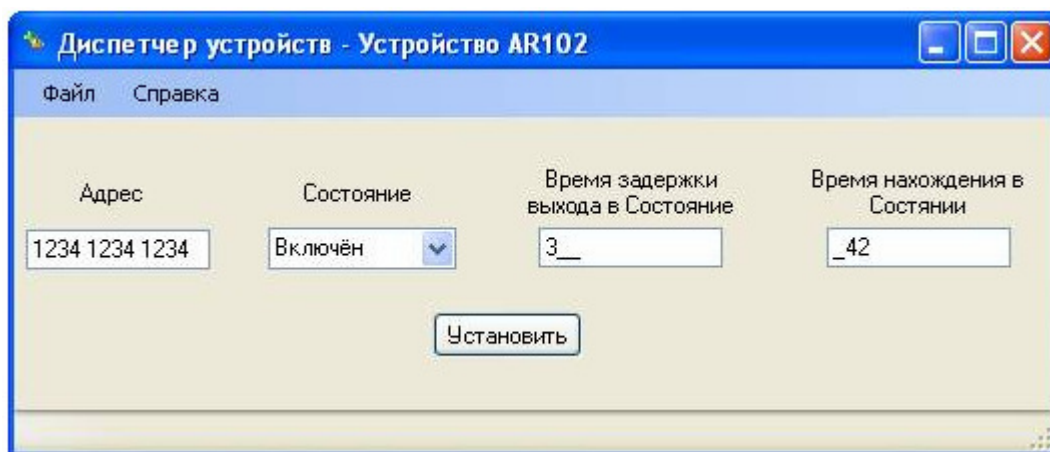 Диспетчер устройств - Устройство AR102
Файл Справка
Адрес
Состояние
Время задержки
выхода в Состояние
Время нахождения в
Состянии
1234 1234 1234
Включён
3__
_42
Установить